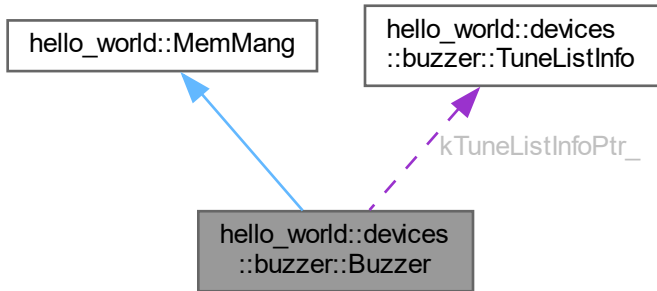 hello_world::MemMang
hello_world::devices
::buzzer::TuneListInfo
kTuneListInfoPtr_
hello_world::devices
::buzzer::Buzzer